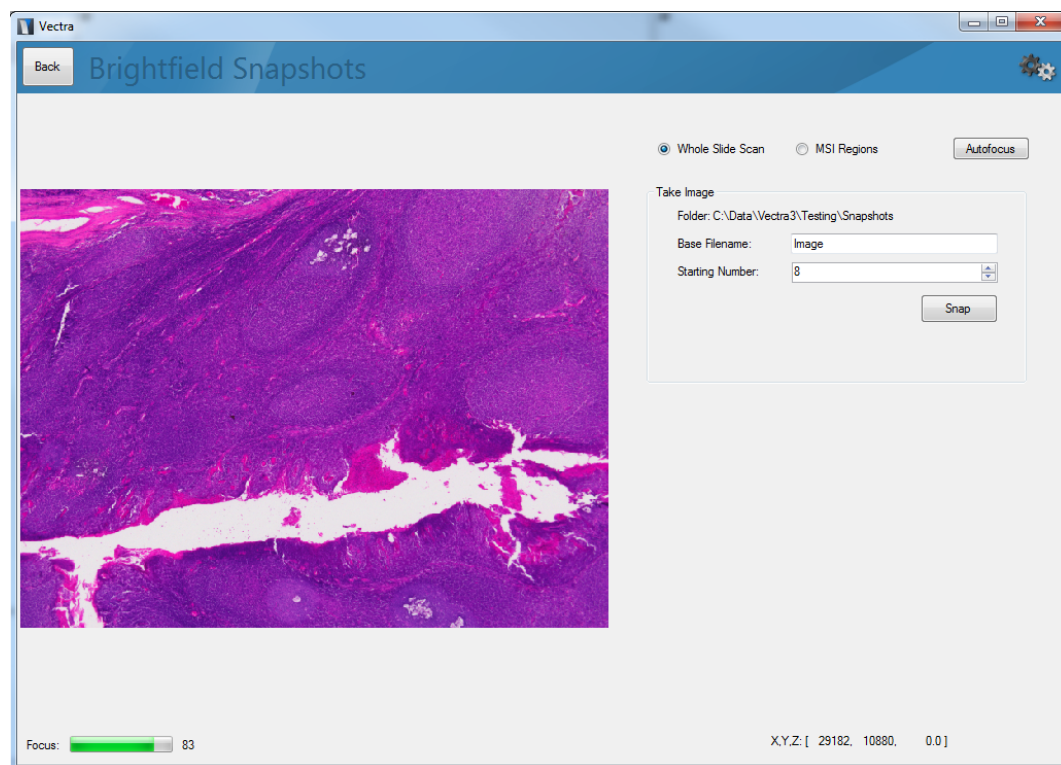 Vectra
Back
Brightfield Snapshots
Whole Slide Scan MSI Regions Autofocus
Take Image
Folder: C:\Data\Vectra3\Testing\Snapshots
Base Filename: Image
Starting Number: 8
Snap
Focus: 83
X,Y,Z: [ 29182, 10880, 0.0 ]